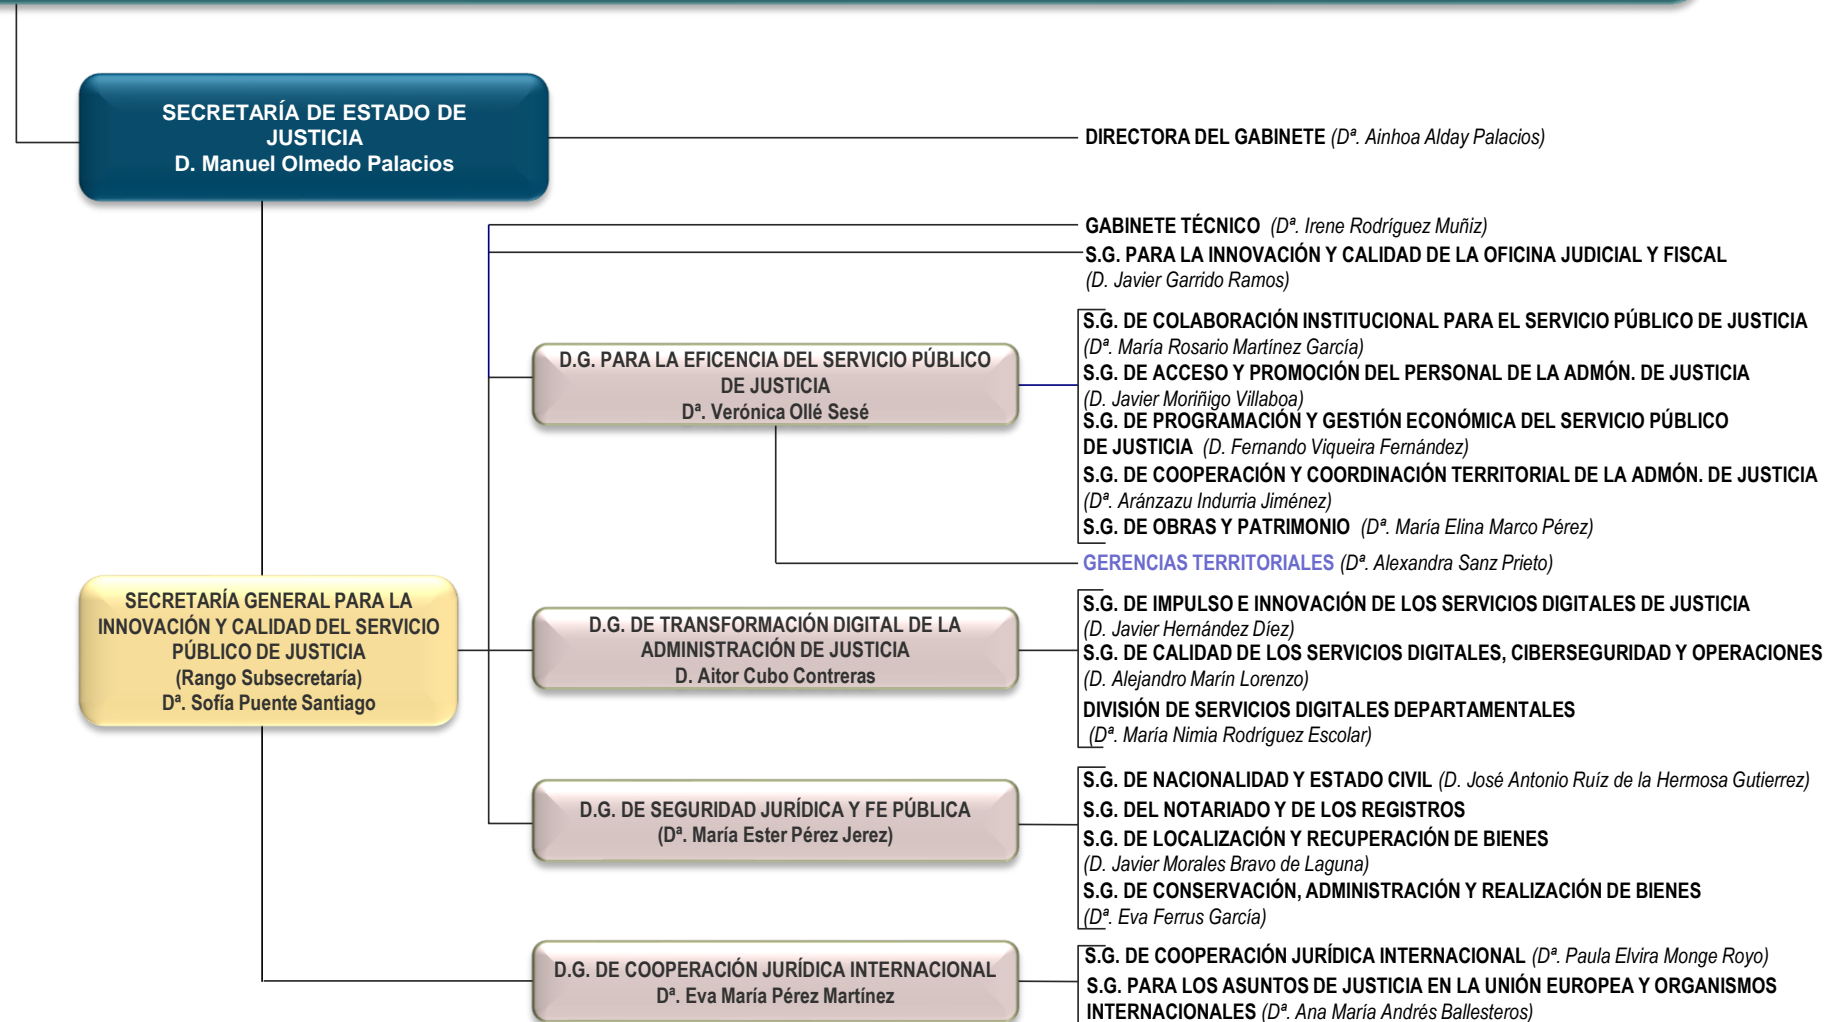 SECRETARÍA DE ESTADO DE
JUSTICIA
D. Manuel Olmedo Palacios
DIRECTORA DEL GABINETE (Dª. Ainhoa Alday Palacios)
GABINETE TÉCNICO (Dª. Irene Rodríguez Muñiz)
S.G. PARA LA INNOVACIÓN Y CALIDAD DE LA OFICINA JUDICIAL Y FISCAL
(D. Javier Garrido Ramos)
D.G. PARA LA EFICENCIA DEL SERVICIO PÚBLICO
DE JUSTICIA
Dª. Verónica Ollé Sesé
S.G. DE COLABORACIÓN INSTITUCIONAL PARA EL SERVICIO PÚBLICO DE JUSTICIA
(Dª. María Rosario Martínez García)
S.G. DE ACCESO Y PROMOCIÓN DEL PERSONAL DE LA ADMÓN. DE JUSTICIA
(D. Javier Moriñigo Villaboa)
S.G. DE PROGRAMACIÓN Y GESTIÓN ECONÓMICA DEL SERVICIO PÚBLICO
DE JUSTICIA (D. Fernando Viqueira Fernández)
S.G. DE COOPERACIÓN Y COORDINACIÓN TERRITORIAL DE LA ADMÓN. DE JUSTICIA
(Dª. Aránzazu Indurria Jiménez)
S.G. DE OBRAS Y PATRIMONIO (Dª. María Elina Marco Pérez)
GERENCIAS TERRITORIALES (Dª. Alexandra Sanz Prieto)
SECRETARÍA GENERAL PARA LA
INNOVACIÓN Y CALIDAD DEL SERVICIO
PÚBLICO DE JUSTICIA
(Rango Subsecretaría)
Dª. Sofía Puente Santiago
D.G. DE TRANSFORMACIÓN DIGITAL DE LA
ADMINISTRACIÓN DE JUSTICIA
D. Aitor Cubo Contreras
S.G. DE IMPULSO E INNOVACIÓN DE LOS SERVICIOS DIGITALES DE JUSTICIA
(D. Javier Hernández Díez)
S.G. DE CALIDAD DE LOS SERVICIOS DIGITALES, CIBERSEGURIDAD Y OPERACIONES
(D. Alejandro Marín Lorenzo)
DIVISIÓN DE SERVICIOS DIGITALES DEPARTAMENTALES
(Dª. María Nimia Rodríguez Escolar)
D.G. DE SEGURIDAD JURÍDICA Y FE PÚBLICA
(Dª. María Ester Pérez Jerez)
S.G. DE NACIONALIDAD Y ESTADO CIVIL (D. José Antonio Ruíz de la Hermosa Gutierrez)
S.G. DEL NOTARIADO Y DE LOS REGISTROS
S.G. DE LOCALIZACIÓN Y RECUPERACIÓN DE BIENES
(D. Javier Morales Bravo de Laguna)
S.G. DE CONSERVACIÓN, ADMINISTRACIÓN Y REALIZACIÓN DE BIENES
(Dª. Eva Ferrus García)
D.G. DE COOPERACIÓN JURÍDICA INTERNACIONAL
Dª. Eva María Pérez Martínez
S.G. DE COOPERACIÓN JURÍDICA INTERNACIONAL (Dª. Paula Elvira Monge Royo)
S.G. PARA LOS ASUNTOS DE JUSTICIA EN LA UNIÓN EUROPEA Y ORGANISMOS
INTERNACIONALES (Dª. Ana María Andrés Ballesteros)